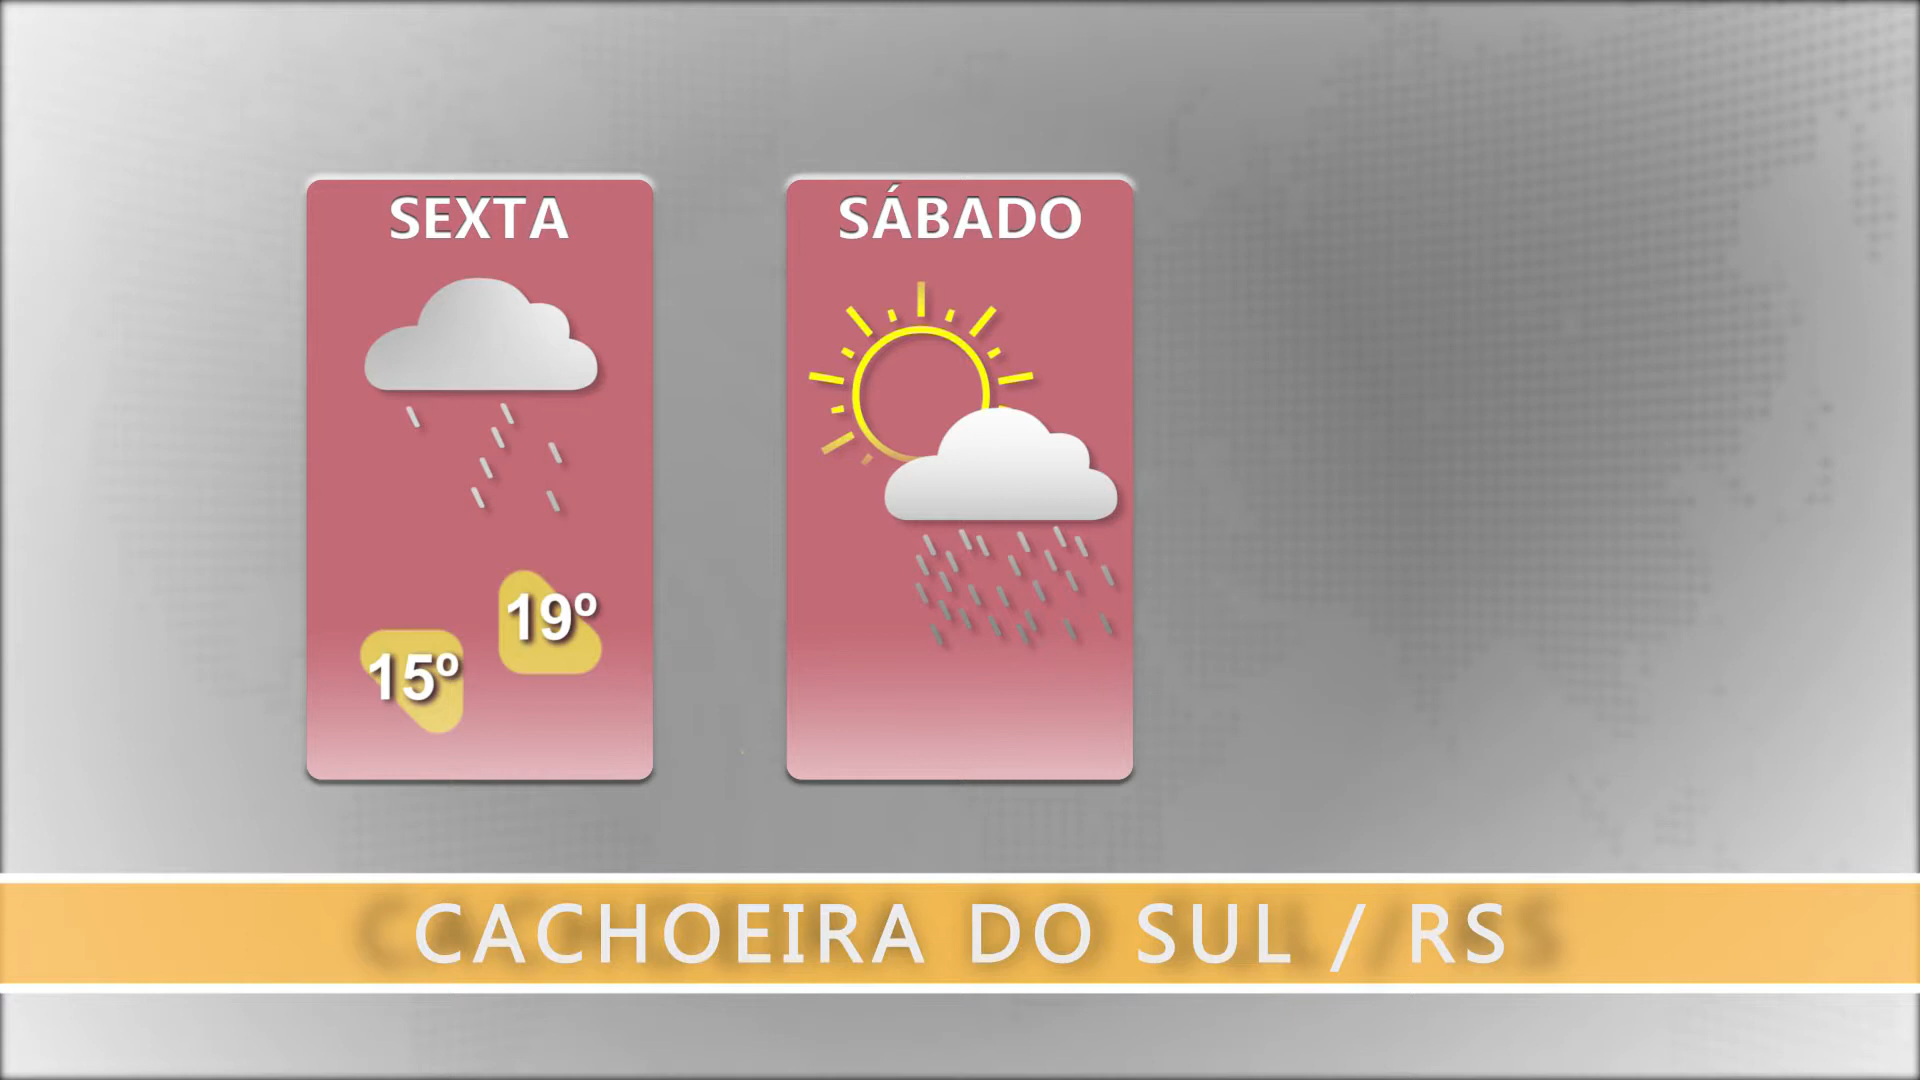 SEXTA
SÁBADO
19º
15º
CACHOEIRA DO SUL / RS